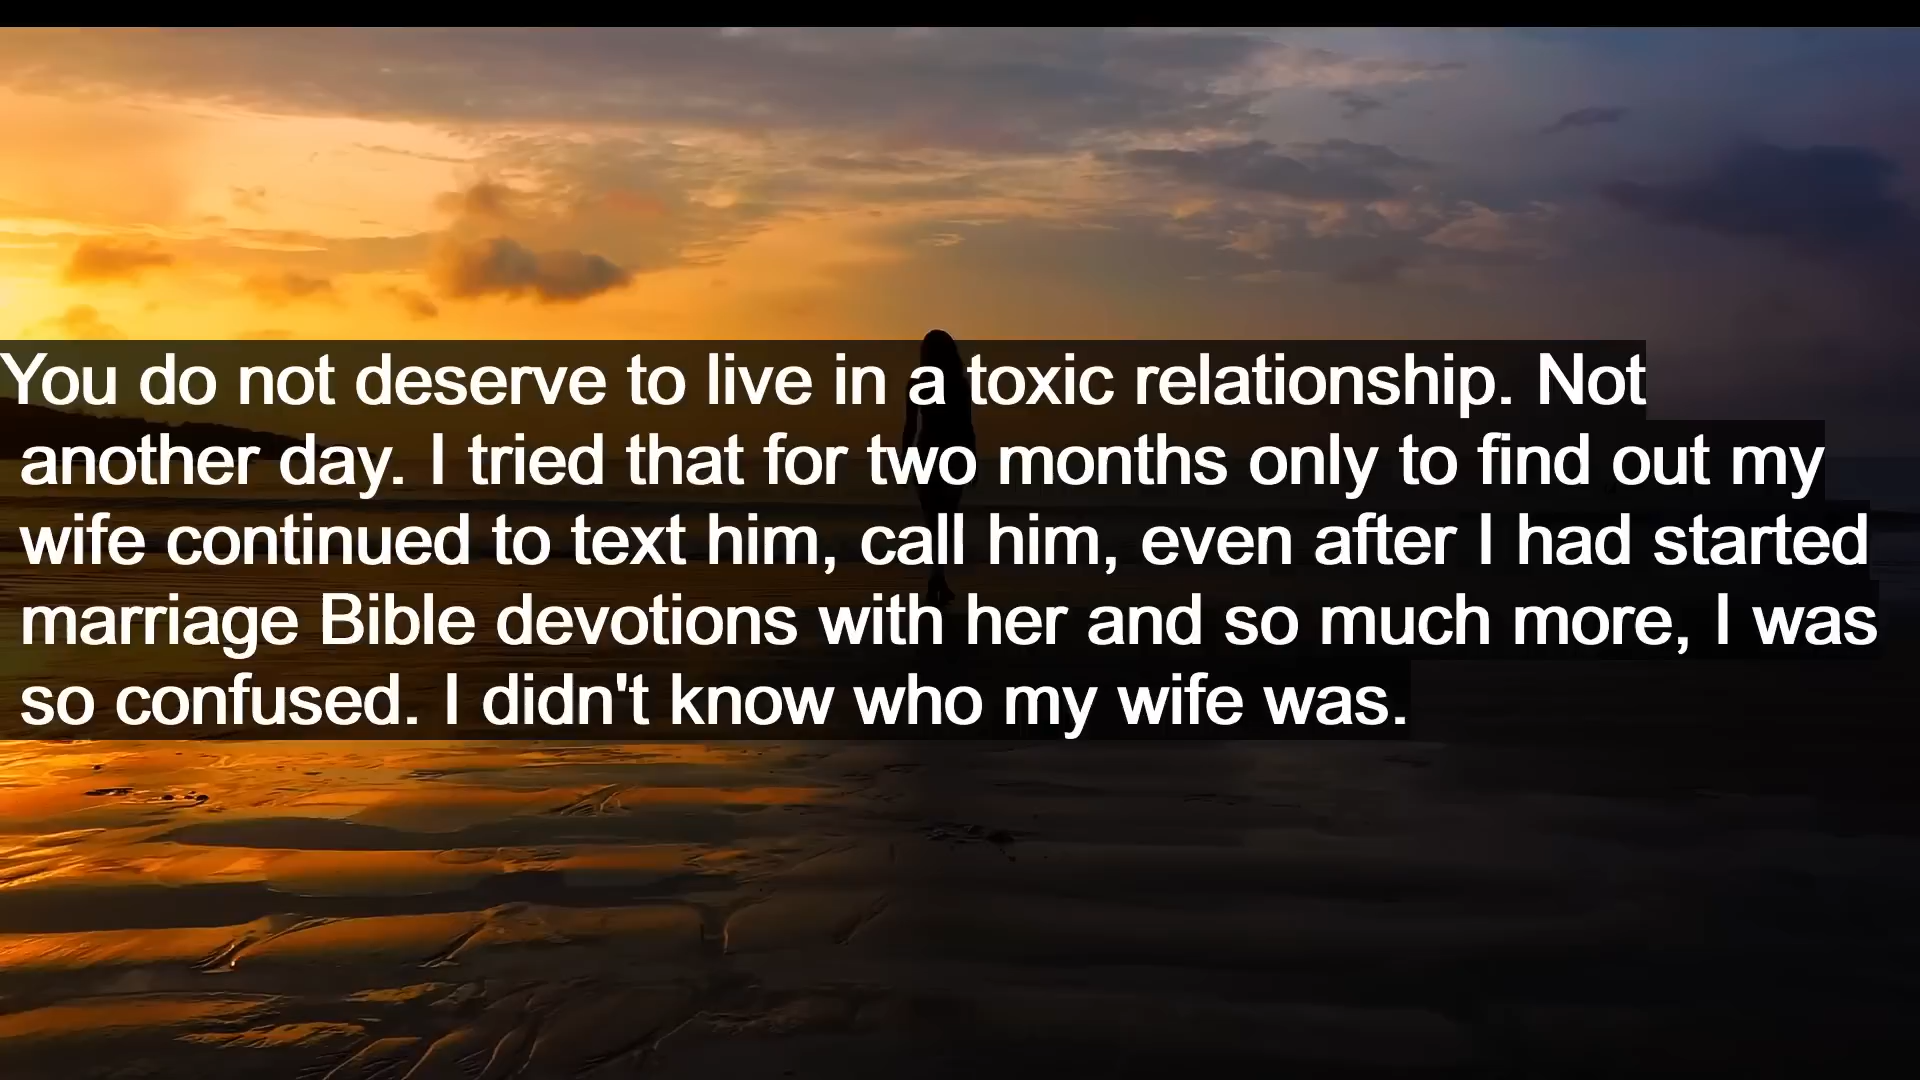 You do not deserve to live in a toxic relationship. Not
another day. I tried that for two months only to find out my
wife continued to text him, call him, even after I had started
marriage Bible devotions with her and so much more, I was
so confused. I didn't know who my wife was.